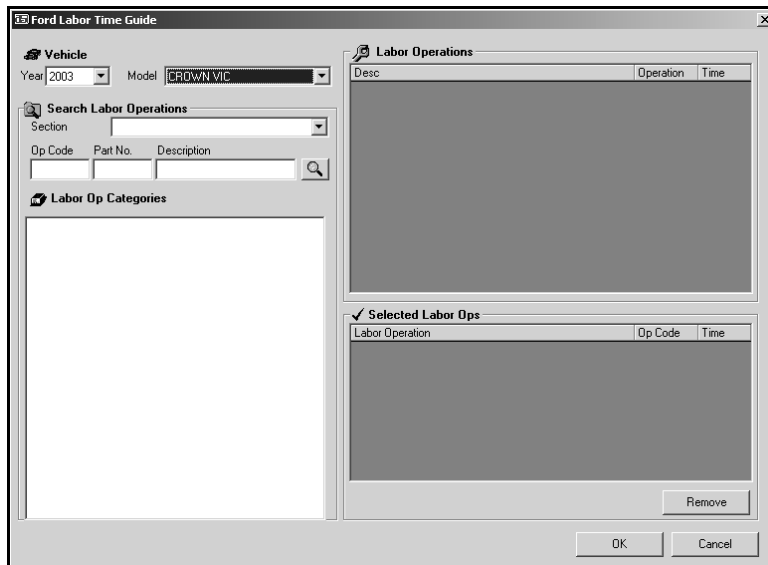 Ford Labor Time Guide
Vehicle
Year 2003 Model CROWN VIC
Search Labor Operations
Section
Op Code Part No. Description
Labor Op Categories
Labor Operations
Desc Operation Time
Selected Labor Ops
Labor Operation Op Code Time
Remove
OK Cancel